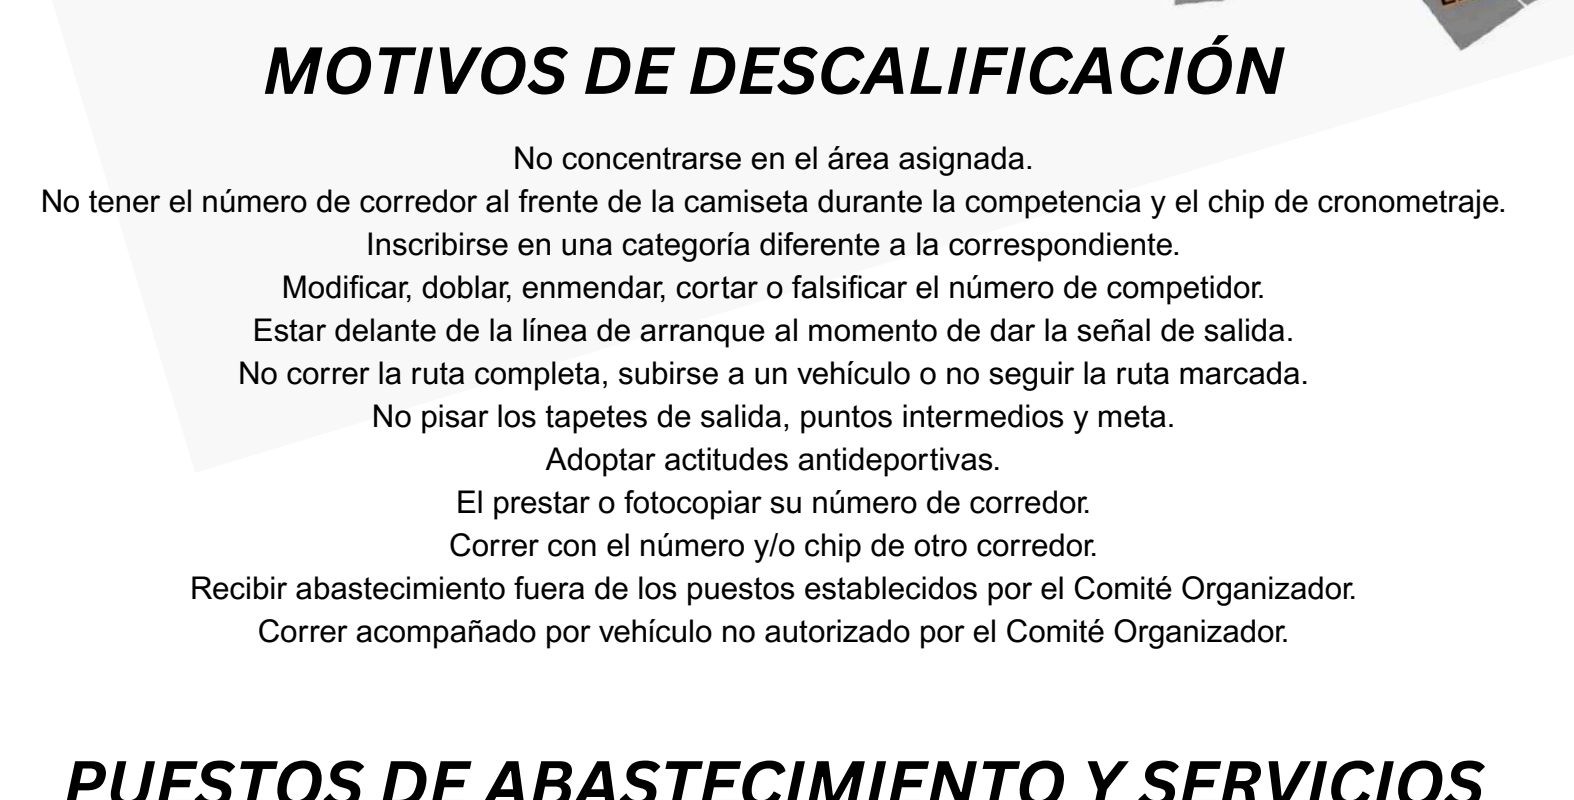 MOTIVOS DE DESCALIFICACIÓN
No concentrarse en el área asignada.
No tener el número de corredor al frente de la camiseta durante la competencia y el chip de cronometraje.
Inscribirse en una categoría diferente a la correspondiente.
Modificar, doblar, enmendar, cortar o falsificar el número de competidor.
Estar delante de la línea de arranque al momento de dar la señal de salida.
No correr la ruta completa, subirse a un vehículo o no seguir la ruta marcada.
No pisar los tapetes de salida, puntos intermedios y meta.
Adoptar actitudes antideportivas.
El prestar o fotocopiar su número de corredor.
Correr con el número y/o chip de otro corredor.
Recibir abastecimiento fuera de los puestos establecidos por el Comité Organizador.
Correr acompañado por vehículo no autorizado por el Comité Organizador.
PUESTOS DE ABASTECIMIENTO Y SERVICIOS